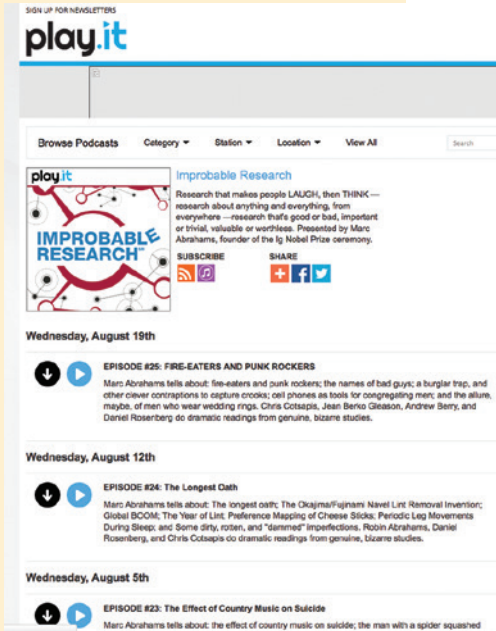 SIGN UP FOR NEWSLETTERS
play.it
Browse Podcasts Category Station Location View All Search
play.it
IMPROBABLE
RESEARCH
Improbable Research
Research that makes people LAUGH, then THINK —
research about anything and everything, from
everywhere —research that's good or bad, important
or trivial, valuable or worthless. Presented by Marc
Abrahams, founder of the Ig Nobel Prize ceremony.
SUBSCRIBE SHARE
Wednesday, August 19th
EPISODE #25: FIRE-EATERS AND PUNK ROCKERS
Marc Abrahams tells about: fire-eaters and punk rockers; the names of bad guys; a burglar trap, and
other clever contraptions to capture crooks; cell phones as tools for congregating men; and the allure,
maybe, of men who wear wedding rings. Chris Cotsapis, Jean Berko Gleason, Andrew Berry, and
Daniel Rosenberg do dramatic readings from genuine, bizarre studies.
Wednesday, August 12th
EPISODE #24: The Longest Oath
Marc Abrahams tells about: The longest oath; The Okajima/Fujinami Navel Lint Removal Invention;
Global BOOM; The Year of Lint; Preference Mapping of Cheese Sticks; Periodic Leg Movements
During Sleep; and Some dirty, rotten, and "dammed" imperfections. Robin Abrahams, Daniel
Rosenberg, and Chris Cotsapis do dramatic readings from genuine, bizarre studies.
Wednesday, August 5th
EPISODE #23: The Effect of Country Music on Suicide
Marc Abrahams tells about: the effect of country music on suicide; the man with a spider squashed